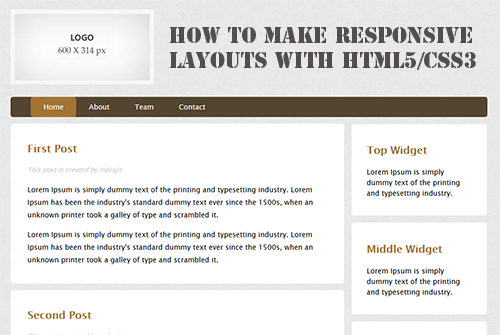 LOGO
600 X 314 px
HOW TO MAKE RESPONSIVE
LAYOUTS WITH HTML5/CSS3
Home About Team Contact
First Post
This post is created by Indrajit
Lorem Ipsum is simply dummy text of the printing and typesetting industry. Lorem
Ipsum has been the industry's standard dummy text ever since the 1500s, when an
unknown printer took a galley of type and scrambled it.
Lorem Ipsum is simply dummy text of the printing and typesetting industry. Lorem
Ipsum has been the industry's standard dummy text ever since the 1500s, when an
unknown printer took a galley of type and scrambled it.
Second Post
Top Widget
Lorem Ipsum is simply
dummy text of the printing
and typesetting industry.
Middle Widget
Lorem Ipsum is simply
dummy text of the printing
and typesetting industry.